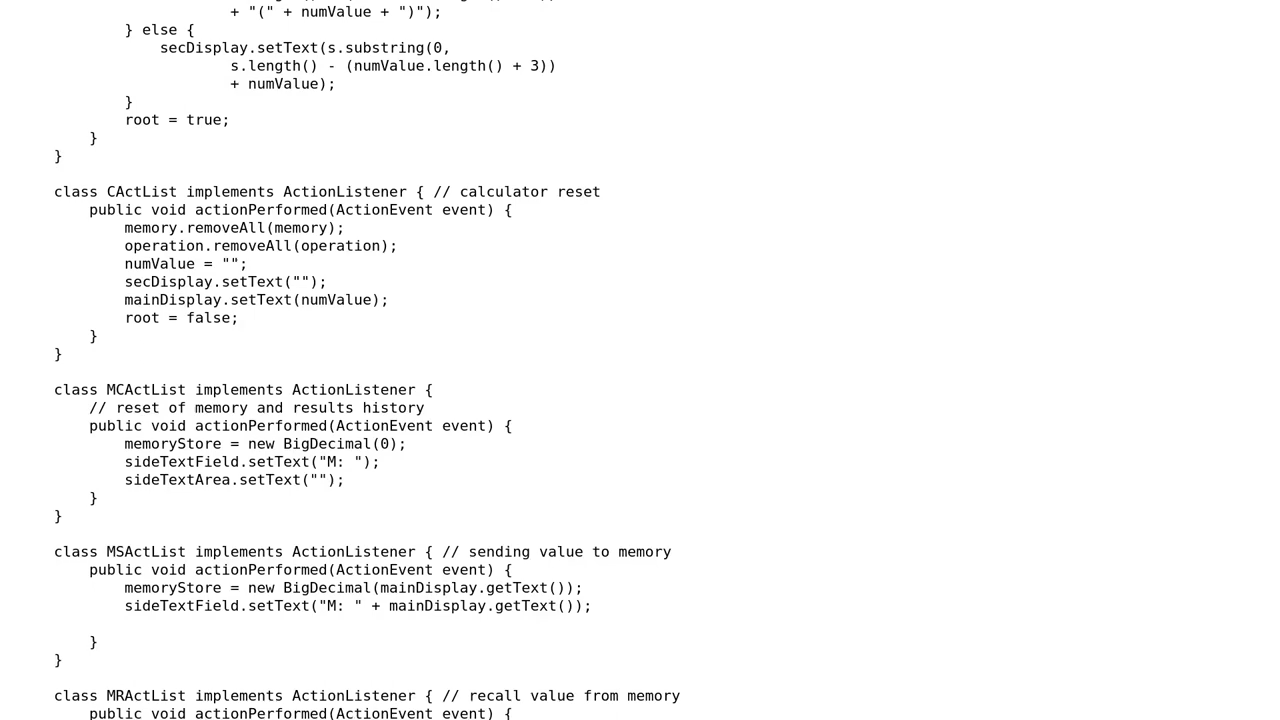 + "(" + numValue + ")");
} else {
secDisplay.setText(s.substring(0,
s.length() - (numValue.length() + 3))
+ numValue);
}
root = true;
}
}
class CActList implements ActionListener { // calculator reset
public void actionPerformed(ActionEvent event) {
memory.removeAll(memory);
operation.removeAll(operation);
numValue = "";
secDisplay.setText("");
mainDisplay.setText(numValue);
root = false;
}
}
class MCActList implements ActionListener {
// reset of memory and results history
public void actionPerformed(ActionEvent event) {
memoryStore = new BigDecimal(0);
sideTextField.setText("M: ");
sideTextArea.setText("");
}
}
class MSActList implements ActionListener { // sending value to memory
public void actionPerformed(ActionEvent event) {
memoryStore = new BigDecimal(mainDisplay.getText());
sideTextField.setText("M: " + mainDisplay.getText());
}
}
class MRActList implements ActionListener { // recall value from memory
public void actionPerformed(ActionEvent event) {